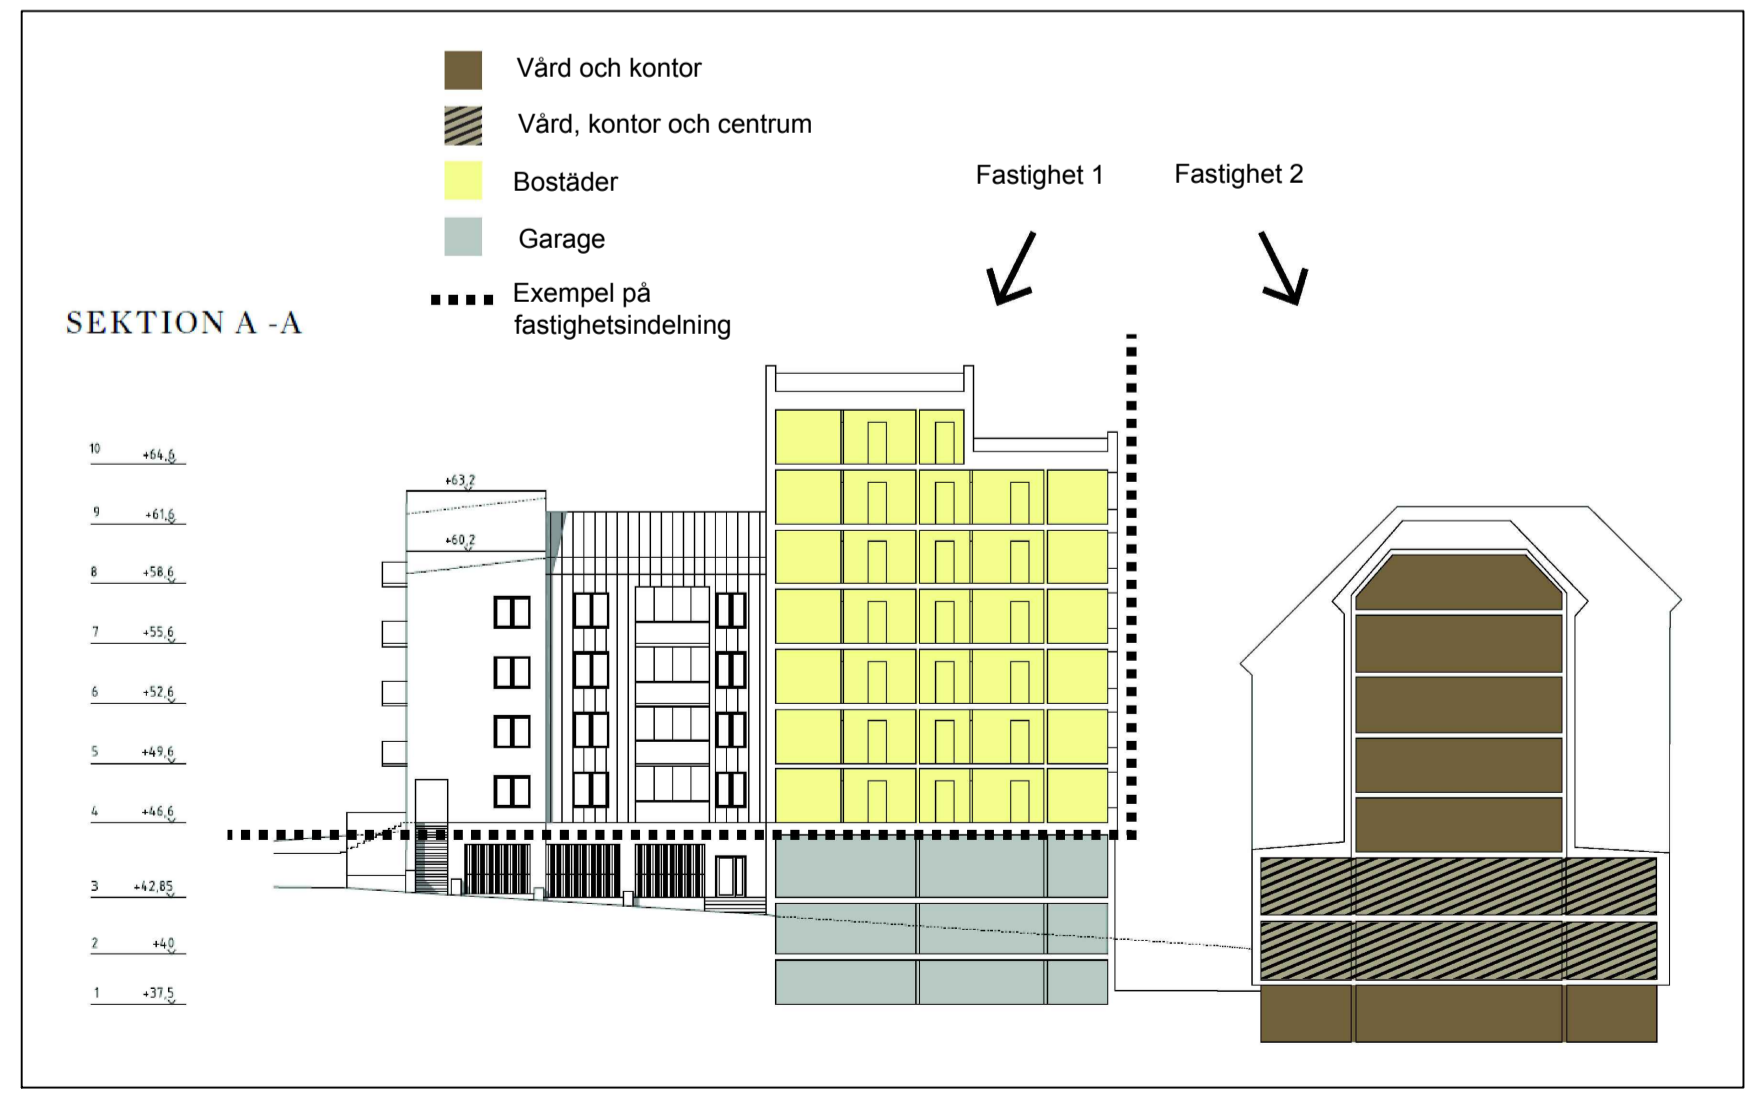 Vård och kontor
Vård, kontor och centrum
Bostäder
Garage
Exempel på
fastighetsindelning
Fastighet 1
Fastighet 2
SEKTION A -A
10 +64,6
9 +61,6
8 +58,6
7 +55,6
6 +52,6
5 +49,6
4 +46,6
3 +42,85
2 +40
1 +37,5
+63,2
+60,2